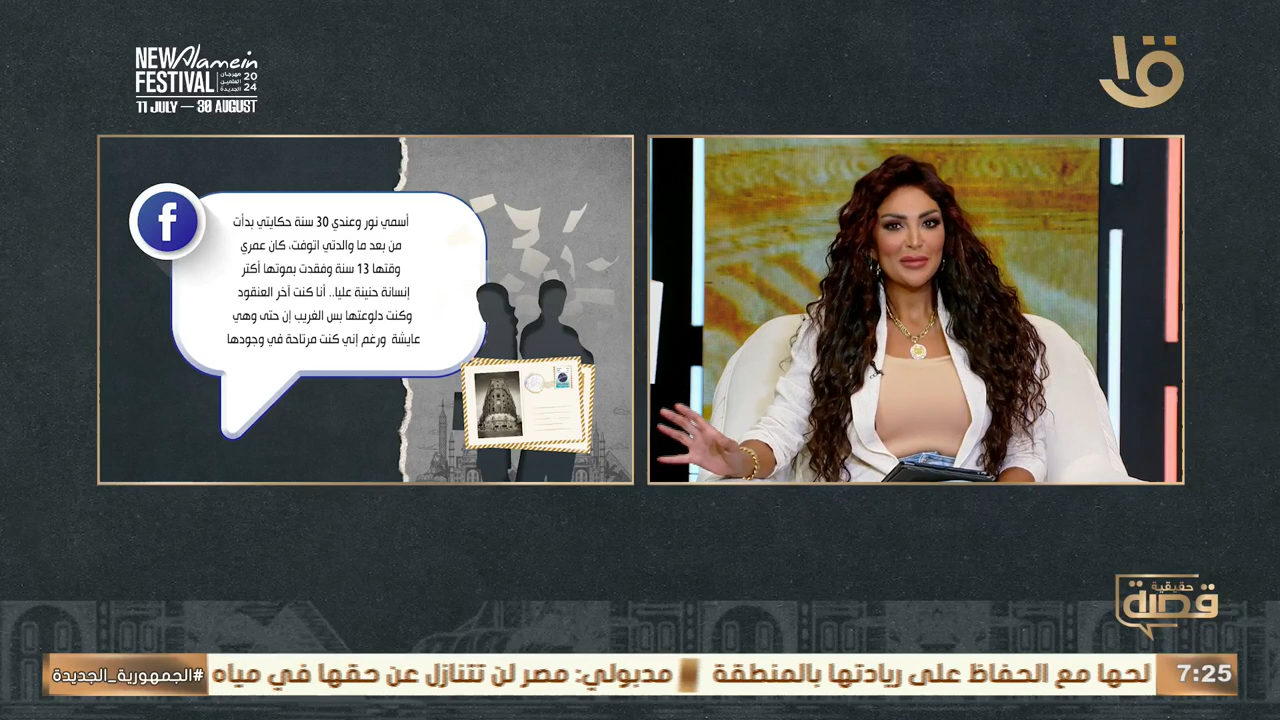 NEW Alamein
FESTIVAL
مهرجان
العلمين
الجديدة
20
24
11 JULY — 30 AUGUST
أسمي نور وعندي 30 سنة حكايتي بدأت
من بعد ما والدتي اتوفت، كان عمري
وقتها 13 سنة وفقدت بموتها أكتر
إنسانة حنينة عليا.. أنا كنت آخر العنقود
وكنت دلوعتها بس الغريب إن حتى وهي
عايشة ورغم إني كنت مرتاحة في وجودها
قصة
حقيقية
7:25
لحها مع الحفاظ على ريادتها بالمنطقة
مدبولي: مصر لن تتنازل عن حقها في مياه
#الجمهورية_الجديدة